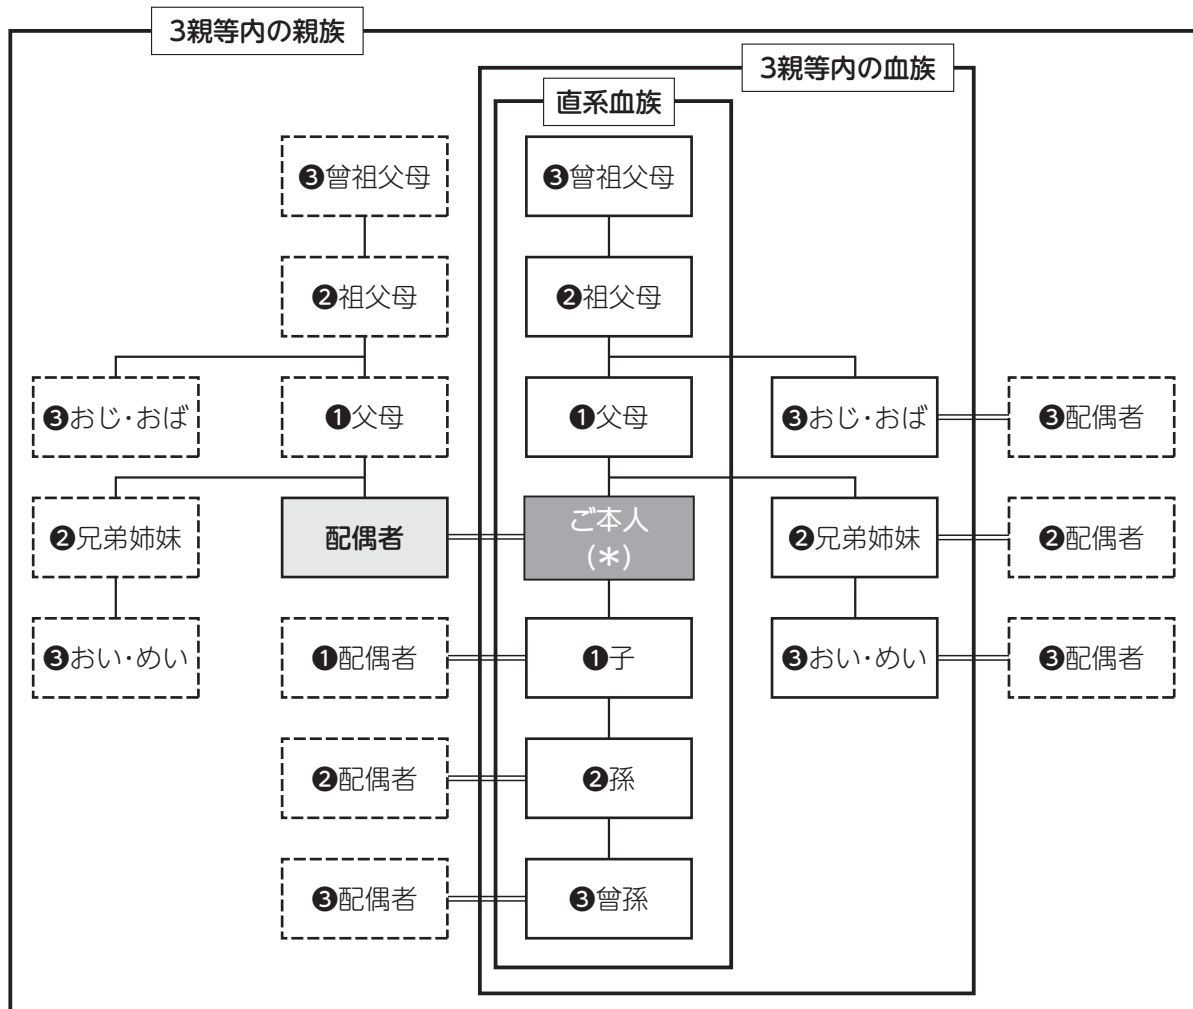 3親等内の親族
3親等内の血族
直系血族
❸曾祖父母
❸曾祖父母
❷祖父母
❷祖父母
❸おじ・おば
❶父母
❶父母
❸おじ・おば
❸配偶者
❷兄弟姉妹
配偶者
ご本人
(＊)
❷兄弟姉妹
❷配偶者
❸おい・めい
❶配偶者
❶子
❸おい・めい
❸配偶者
❷配偶者
❷孫
❸配偶者
❸曾孫